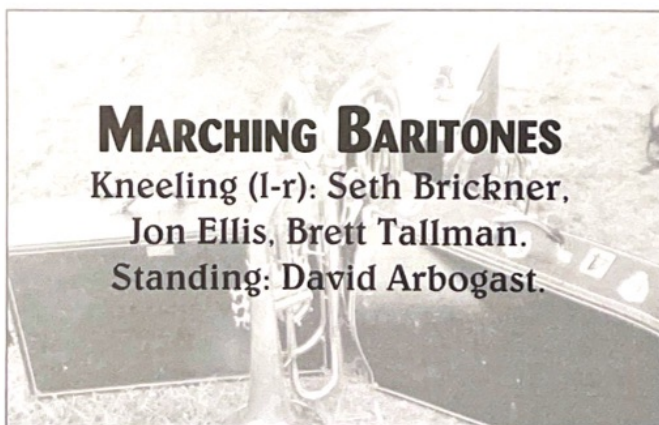 MARCHING BARITONES
Kneeling (l-r): Seth Brickner,
Jon Ellis, Brett Tallman.
Standing: David Arbogast.